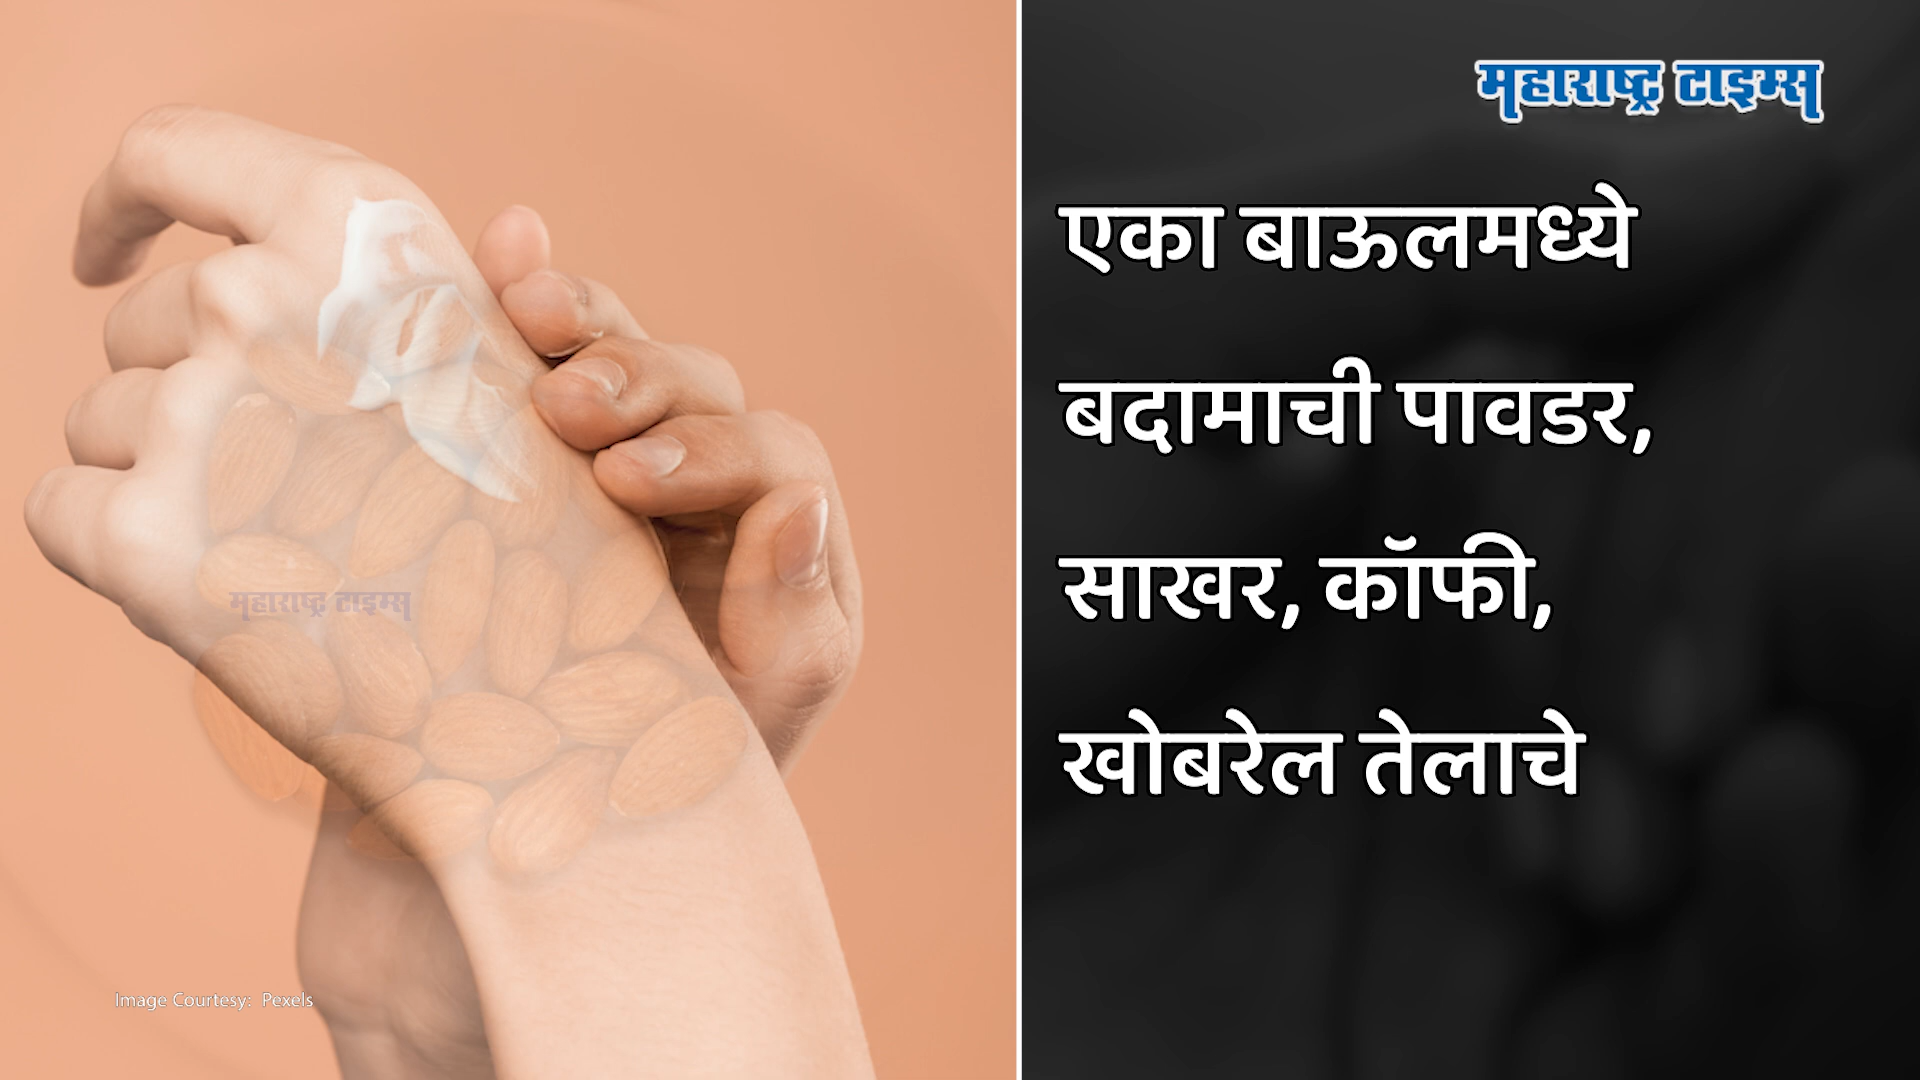 महाराष्ट्र टाइम्स
एका बाऊलमध्ये
बदामाची पावडर,
साखर, कॉफी,
खोबरेल तेलाचे
महाराष्ट्र टाइम्स
Image Courtesy: Pexels